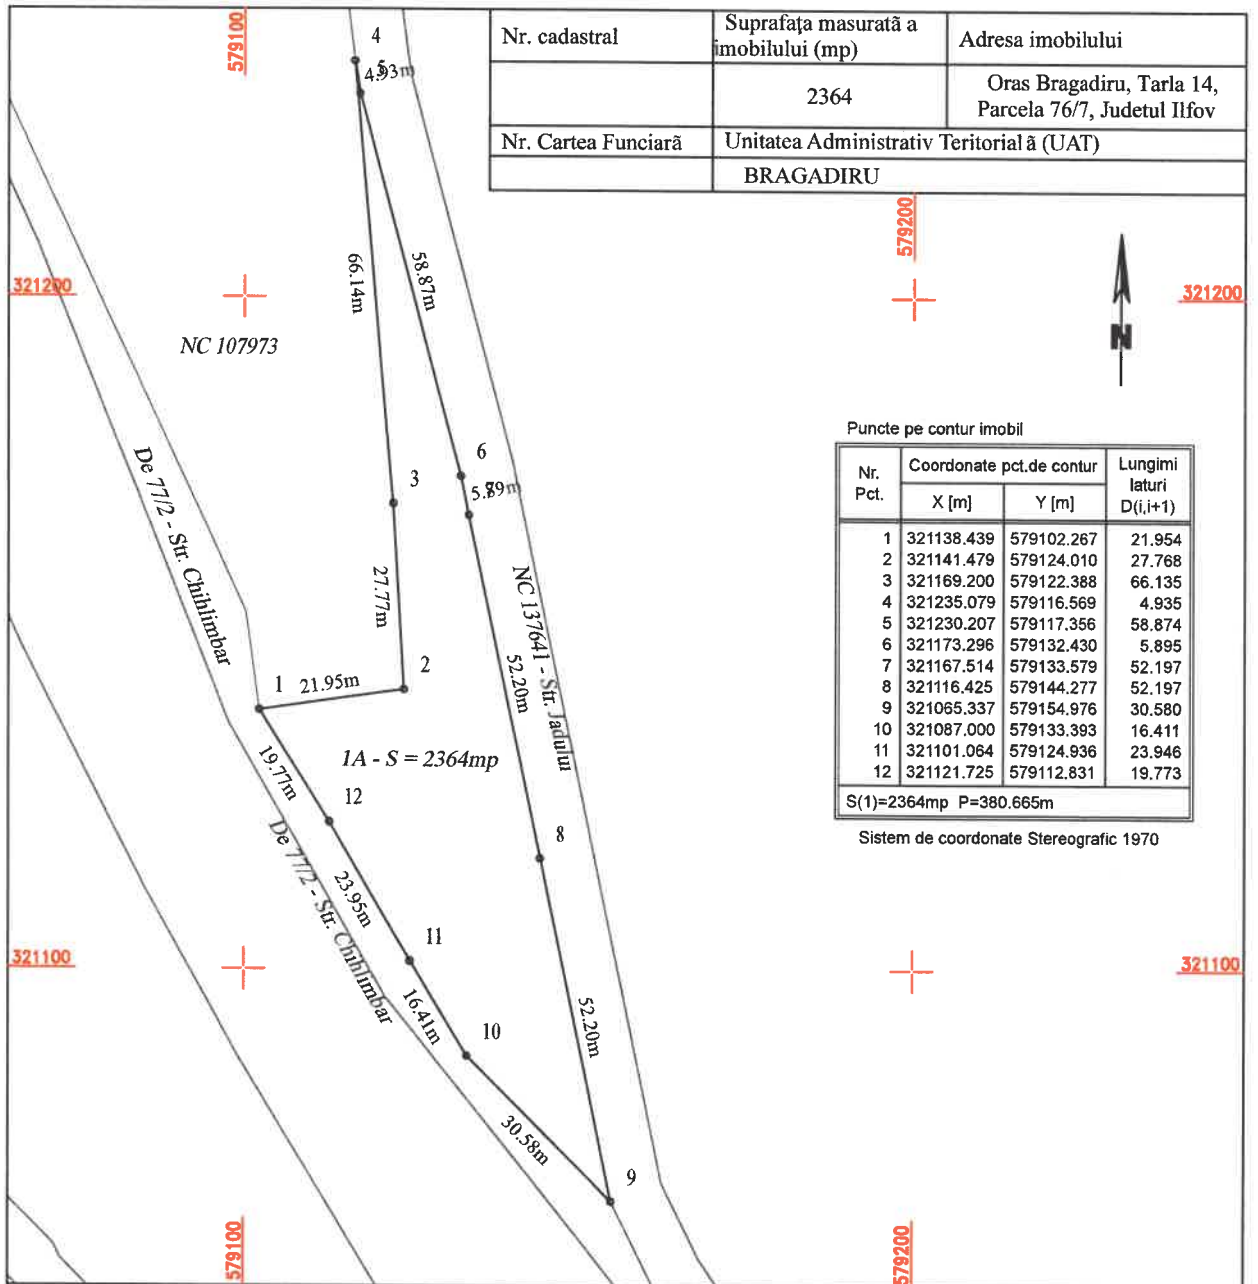 Nr. cadastral
Suprafaţa masurată a imobilului (mp)
Adresa imobilului
2364
Oras Bragadiru, Tarla 14,
Parcela 76/7, Judetul Ilfov
Nr. Cartea Funciară
Unitatea Administrativ Teritorială (UAT)
BRAGADIRU
579100
579200
321200
321200
N
4
5
4.93m
66.14m
58.87m
NC 107973
6
5.89m
3
27.77m
De 77/2 - Str. Chihlimbar
NC 137641 - Str. Jadului
52.20m
2
1
21.95m
1A - S = 2364mp
19.77m
12
De 77/2 - Str. Chihlimbar
23.95m
8
11
16.41m
10
52.20m
30.58m
9
321100
321100
579100
579200
Puncte pe contur imobil
Nr. Pct.
Coordonate pct.de contur
Lungimi laturi D(i,i+1)
X [m] Y [m]
1 321138.439 579102.267 21.954
2 321141.479 579124.010 27.768
3 321169.200 579122.388 66.135
4 321235.079 579116.569 4.935
5 321230.207 579117.356 58.874
6 321173.296 579132.430 5.895
7 321167.514 579133.579 52.197
8 321116.425 579144.277 52.197
9 321065.337 579154.976 30.580
10 321087.000 579133.393 16.411
11 321101.064 579124.936 23.946
12 321121.725 579112.831 19.773
S(1)=2364mp P=380.665m
Sistem de coordonate Stereografic 1970